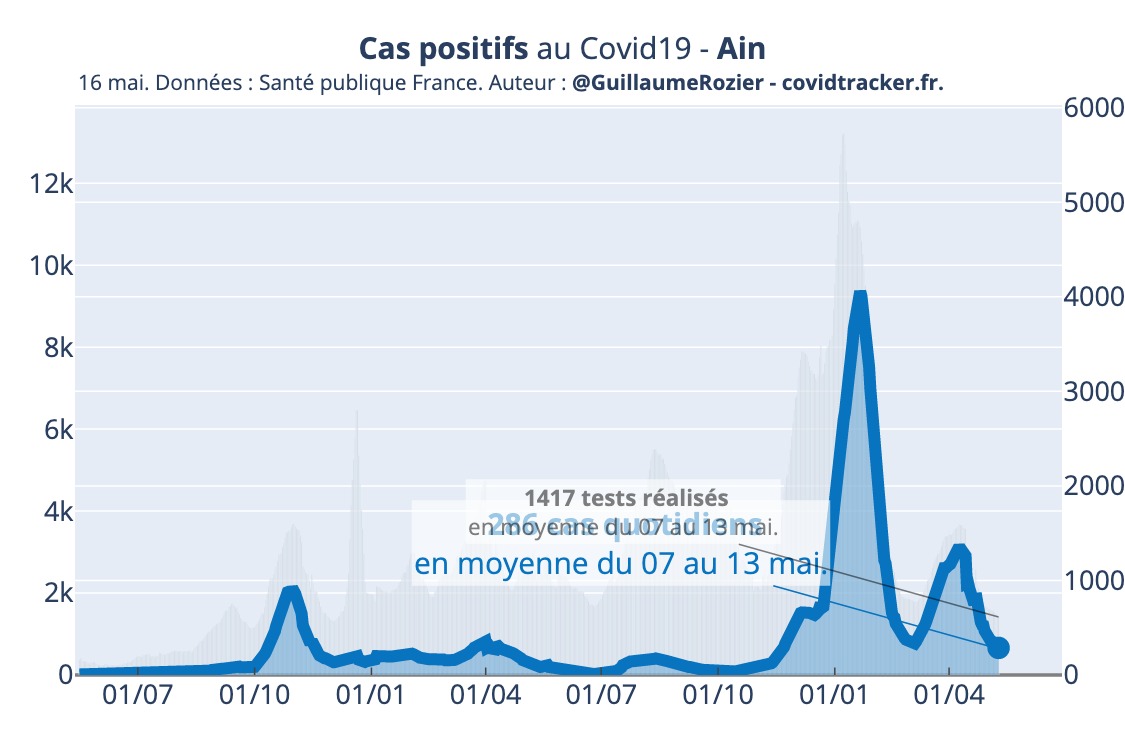 Cas positifs au Covid19 - Ain
16 mai. Données : Santé publique France. Auteur : @GuillaumeRozier - covidtracker.fr.
6000
12k
5000
10k
4000
8k
3000
6k
2000
1417 tests réalisés
4k
286 cas quotidiens
en moyenne du 07 au 13 mai.
en moyenne du 07 au 13 mai.
1000
2k
0
0
01/07 01/10 01/01 01/04 01/07 01/10 01/01 01/04